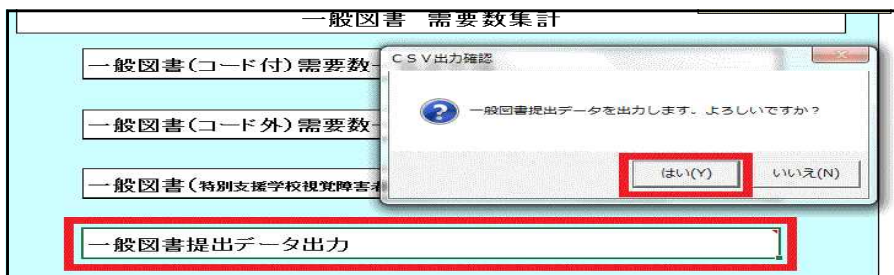 一般図書 需要数集計
一般図書(コード付)需要数
CSV出力確認
一般図書提出データを出力します。よろしいですか?
一般図書(コード外)需要数
はい(Y)
いいえ(N)
一般図書(特別支援学校視覚障害者
一般図書提出データ出力